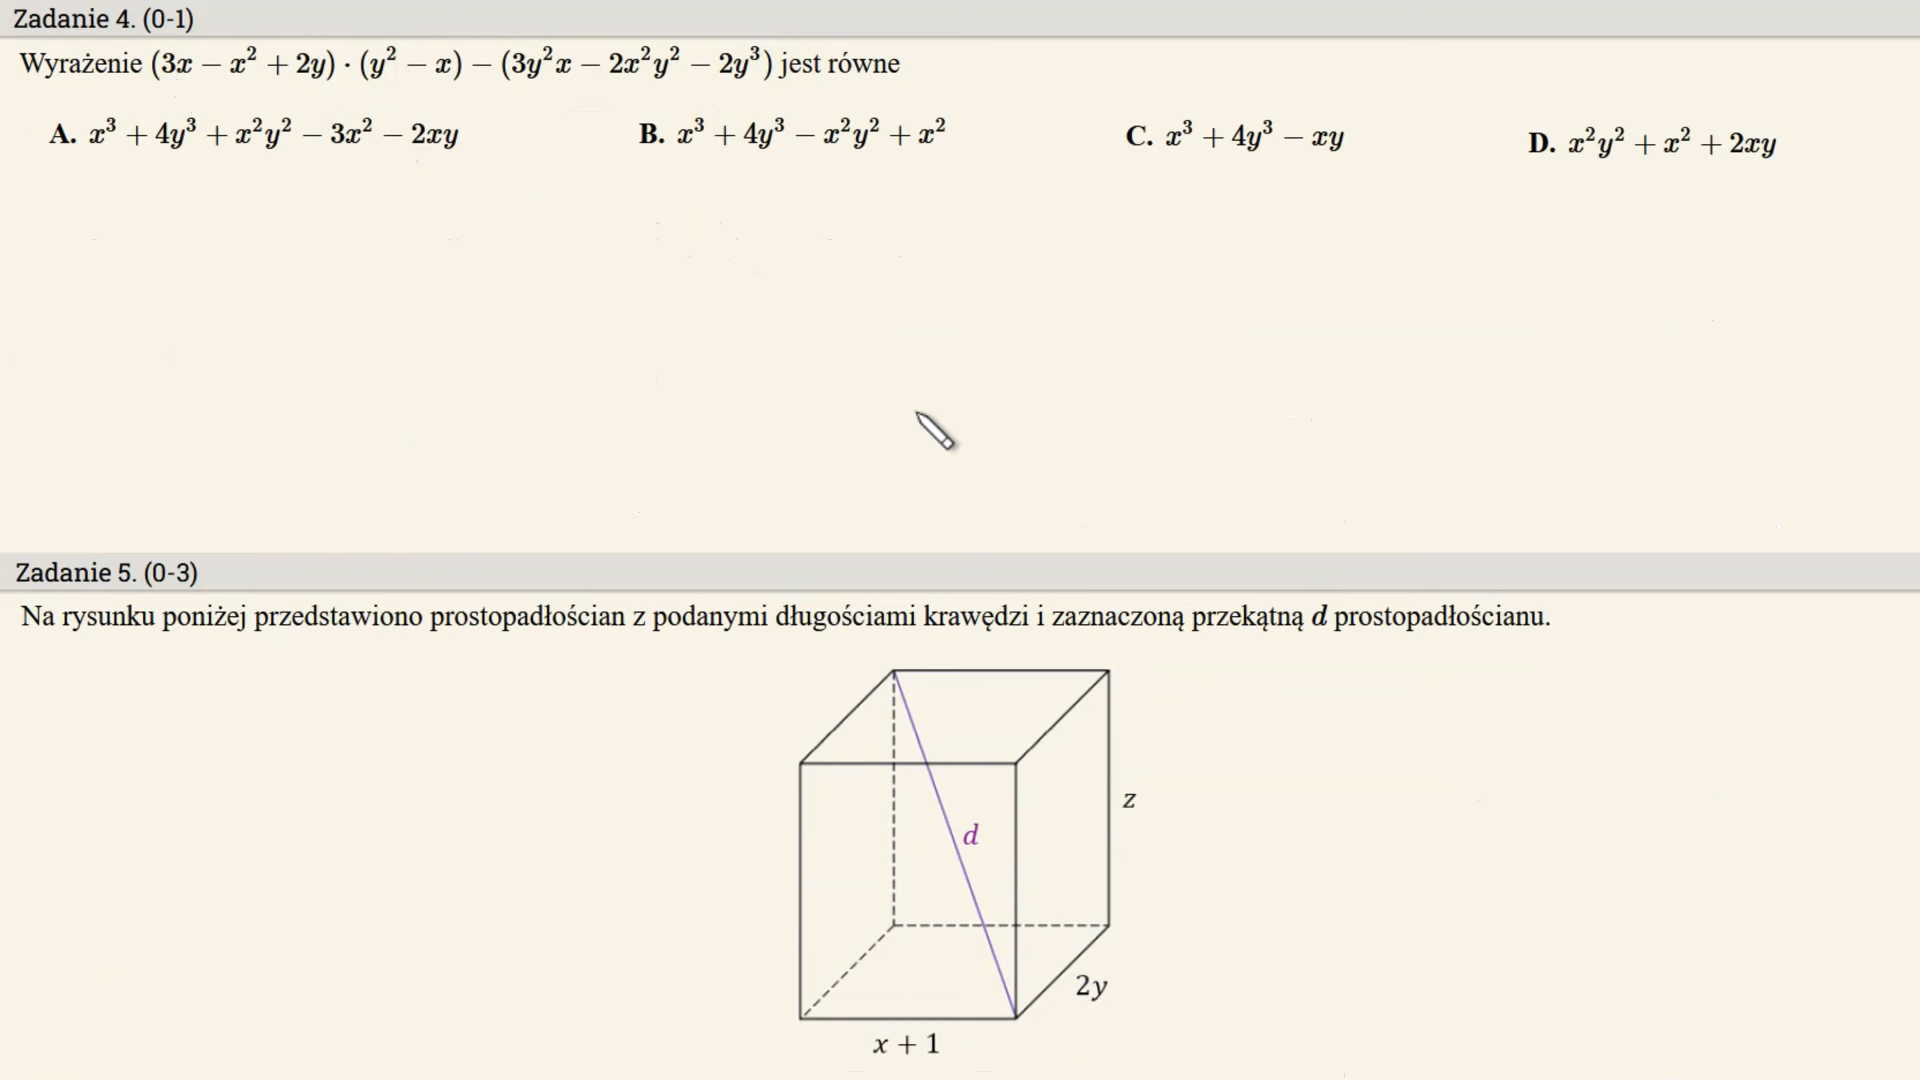 Zadanie 4. (0-1)
Wyrażenie (3x − x² + 2y) · (y² − x) − (3y²x − 2x²y² − 2y³) jest równe
A. x³ + 4y³ + x²y² − 3x² − 2xy B. x³ + 4y³ − x²y² + x² C. x³ + 4y³ − xy D. x²y² + x² + 2xy
Zadanie 5. (0-3)
Na rysunku poniżej przedstawiono prostopadłościan z podanymi długościami krawędzi i zaznaczoną przekątną d prostopadłościanu.
z
d
2y
x + 1